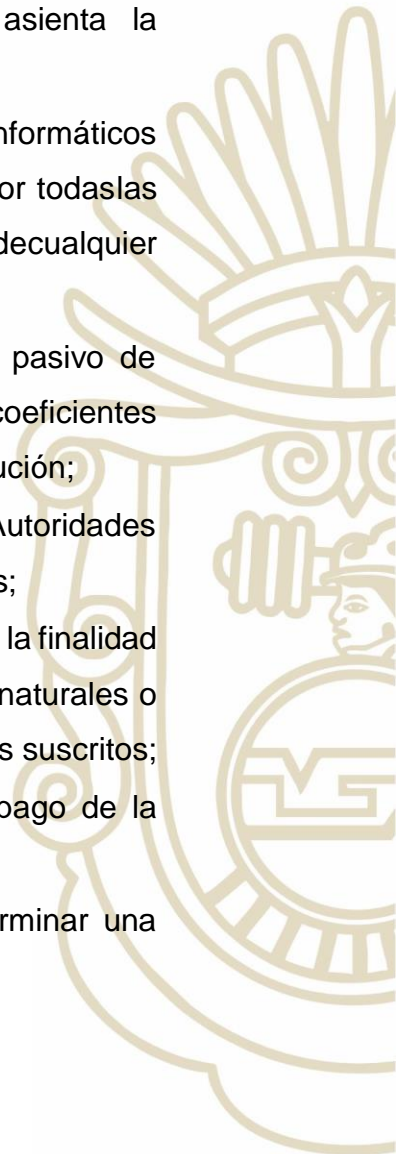 asienta la
nformáticos
or todaslas
decualquier
pasivo de
coeficientes
ución;
Autoridades
s;
la finalidad
naturales o
s suscritos;
pago de la
rminar una